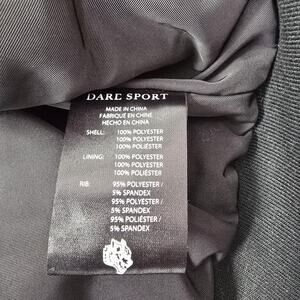 DARE SPORT
MADE IN CHINA
FABRIQUÉ EN CHINE
HECHO EN CHINA
SHELL: 100% POLYESTER
100% POLYESTER
100% POLIÉSTER
LINING: 100% POLYESTER
100% POLYESTER
100% POLIÉSTER
RIB: 95% POLYESTER /
5% SPANDEX
95% POLYESTER /
5% SPANDEX
95% POLIÉSTER /
5% SPANDEX